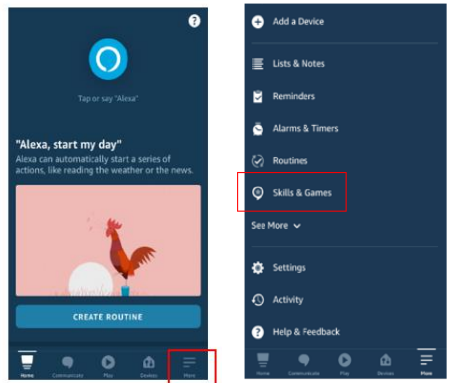 ?
Tap or say "Alexa"
"Alexa, start my day"
Alexa can automatically start a series of
actions, like reading the weather or the news.
CREATE ROUTINE
Home
Communicate
Play
Devices
More
Add a Device
Lists & Notes
Reminders
Alarms & Timers
Routines
Skills & Games
See More
Settings
Activity
? Help & Feedback
Home
Communicate
Play
Devices
More